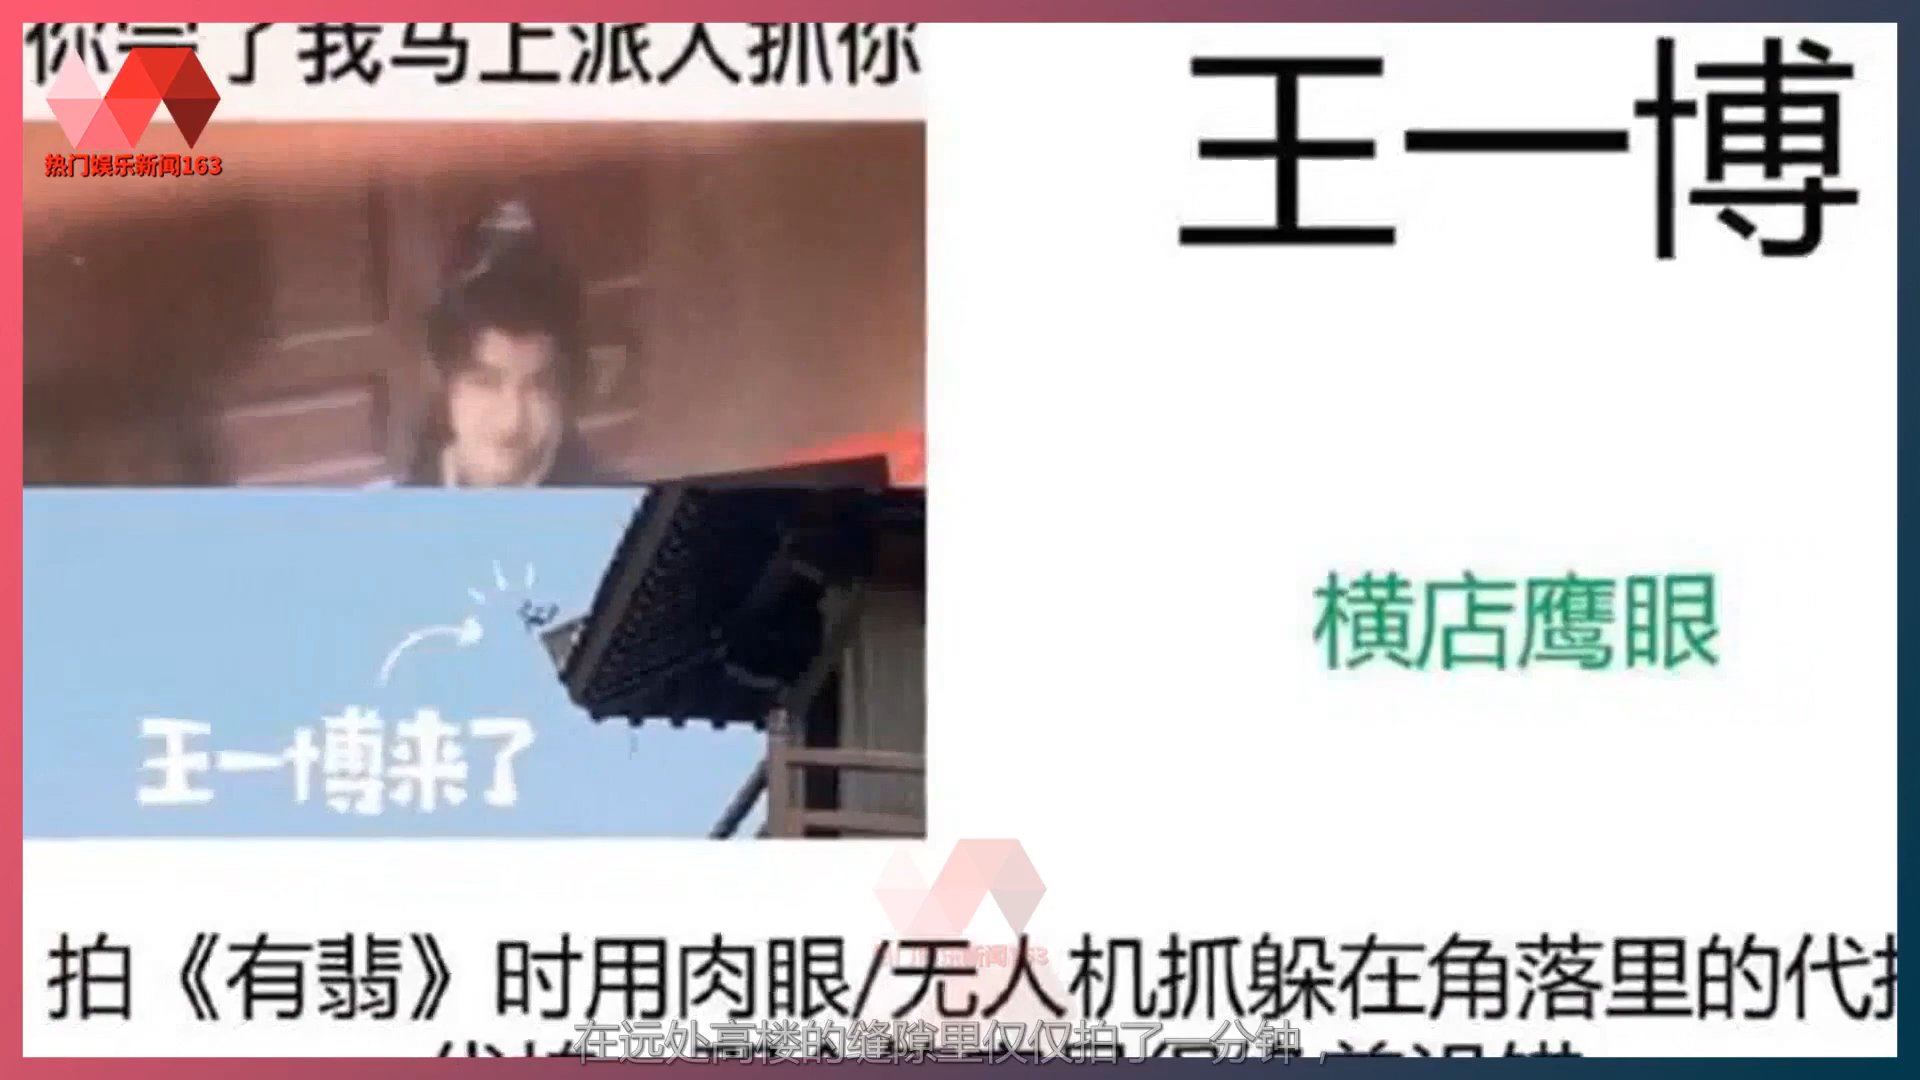 你完了我马上派人抓你
热门娱乐新闻163
王一博
王一博来了
横店鹰眼
拍《有翡》时用肉眼/无人机抓躲在角落里的代拍
在远处高楼的缝隙里仅仅拍了一分钟，